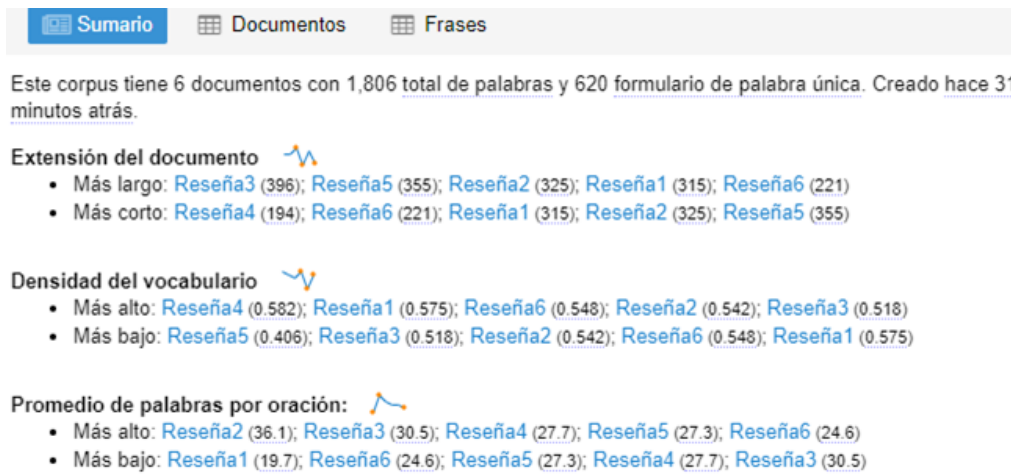 Sumario Documentos Frases
Este corpus tiene 6 documentos con 1,806 total de palabras y 620 formulario de palabra única. Creado hace 31
minutos atrás.
Extensión del documento
• Más largo: Reseña3 (396); Reseña5 (355); Reseña2 (325); Reseña1 (315); Reseña6 (221)
• Más corto: Reseña4 (194); Reseña6 (221); Reseña1 (315); Reseña2 (325); Reseña5 (355)
Densidad del vocabulario
• Más alto: Reseña4 (0.582); Reseña1 (0.575); Reseña6 (0.548); Reseña2 (0.542); Reseña3 (0.518)
• Más bajo: Reseña5 (0.406); Reseña3 (0.518); Reseña2 (0.542); Reseña6 (0.548); Reseña1 (0.575)
Promedio de palabras por oración:
• Más alto: Reseña2 (36.1); Reseña3 (30.5); Reseña4 (27.7); Reseña5 (27.3); Reseña6 (24.6)
• Más bajo: Reseña1 (19.7); Reseña6 (24.6); Reseña5 (27.3); Reseña4 (27.7); Reseña3 (30.5)